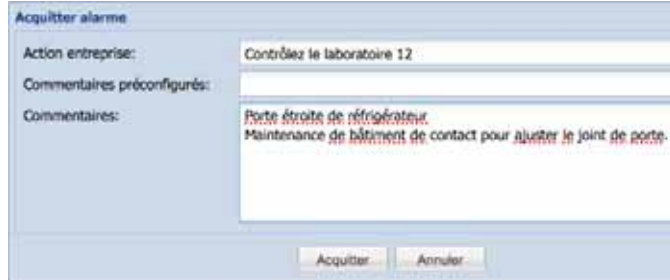 Acquitter alarme
Action entreprise: Contrôlez le laboratoire 12
Commentaires préconfigurés:
Commentaires: Porte étroite de réfrigérateur
Maintenance de bâtiment de contact pour ajuster le joint de porte.
Acquitter Annuler